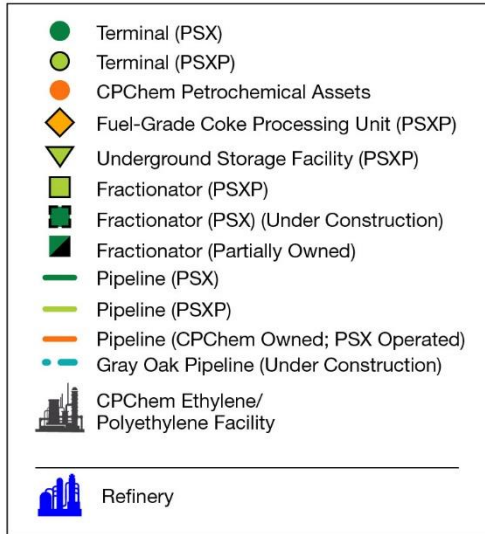 Terminal (PSX)
Terminal (PSXP)
CPChem Petrochemical Assets
Fuel-Grade Coke Processing Unit (PSXP)
Underground Storage Facility (PSXP)
Fractionator (PSXP)
Fractionator (PSX) (Under Construction)
Fractionator (Partially Owned)
Pipeline (PSX)
Pipeline (PSXP)
Pipeline (CPChem Owned; PSX Operated)
Gray Oak Pipeline (Under Construction)
CPChem Ethylene/
Polyethylene Facility
Refinery